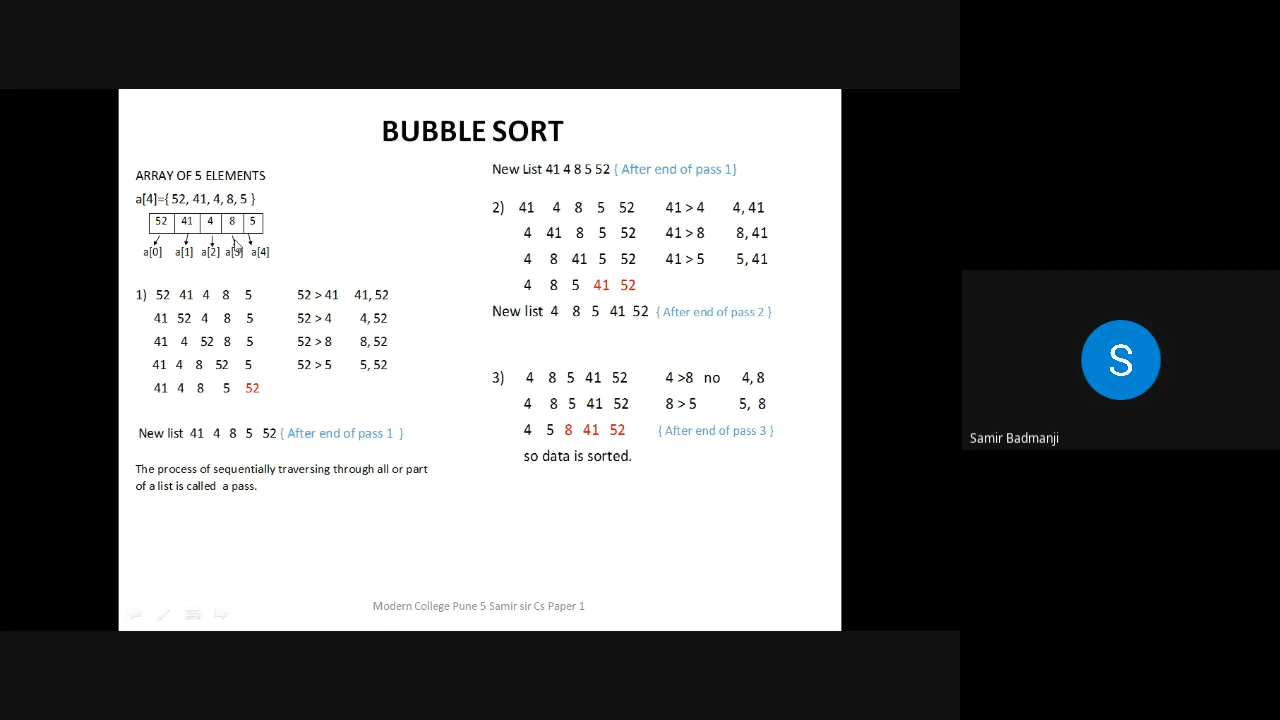 BUBBLE SORT
ARRAY OF 5 ELEMENTS
a[4]={ 52, 41, 4, 8, 5 }
52 41 4 8 5
a[0] a[1] a[2] a[3] a[4]
1) 52 41 4 8 5 52 > 41 41, 52
41 52 4 8 5 52 > 4 4, 52
41 4 52 8 5 52 > 8 8, 52
41 4 8 52 5 52 > 5 5, 52
41 4 8 5 52
New list 41 4 8 5 52 { After end of pass 1 }
The process of sequentially traversing through all or part
of a list is called a pass.
New List 41 4 8 5 52 { After end of pass 1}
2) 41 4 8 5 52 41 > 4 4, 41
4 41 8 5 52 41 > 8 8, 41
4 8 41 5 52 41 > 5 5, 41
4 8 5 41 52
New list 4 8 5 41 52 { After end of pass 2 }
3) 4 8 5 41 52 4 >8 no 4, 8
4 8 5 41 52 8 > 5 5, 8
4 5 8 41 52 { After end of pass 3 }
so data is sorted.
Modern College Pune 5 Samir sir Cs Paper 1
S
Samir Badmanji